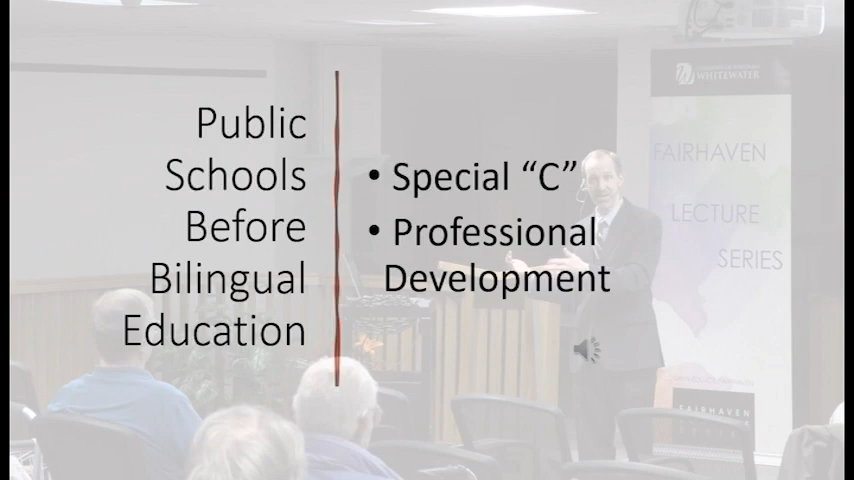 Public
Schools
Before
Bilingual
Education
• Special “C”
• Professional
Development
WHITEWATER
FAIRHAVEN
LECTURE
SERIES
FAIRHAVEN